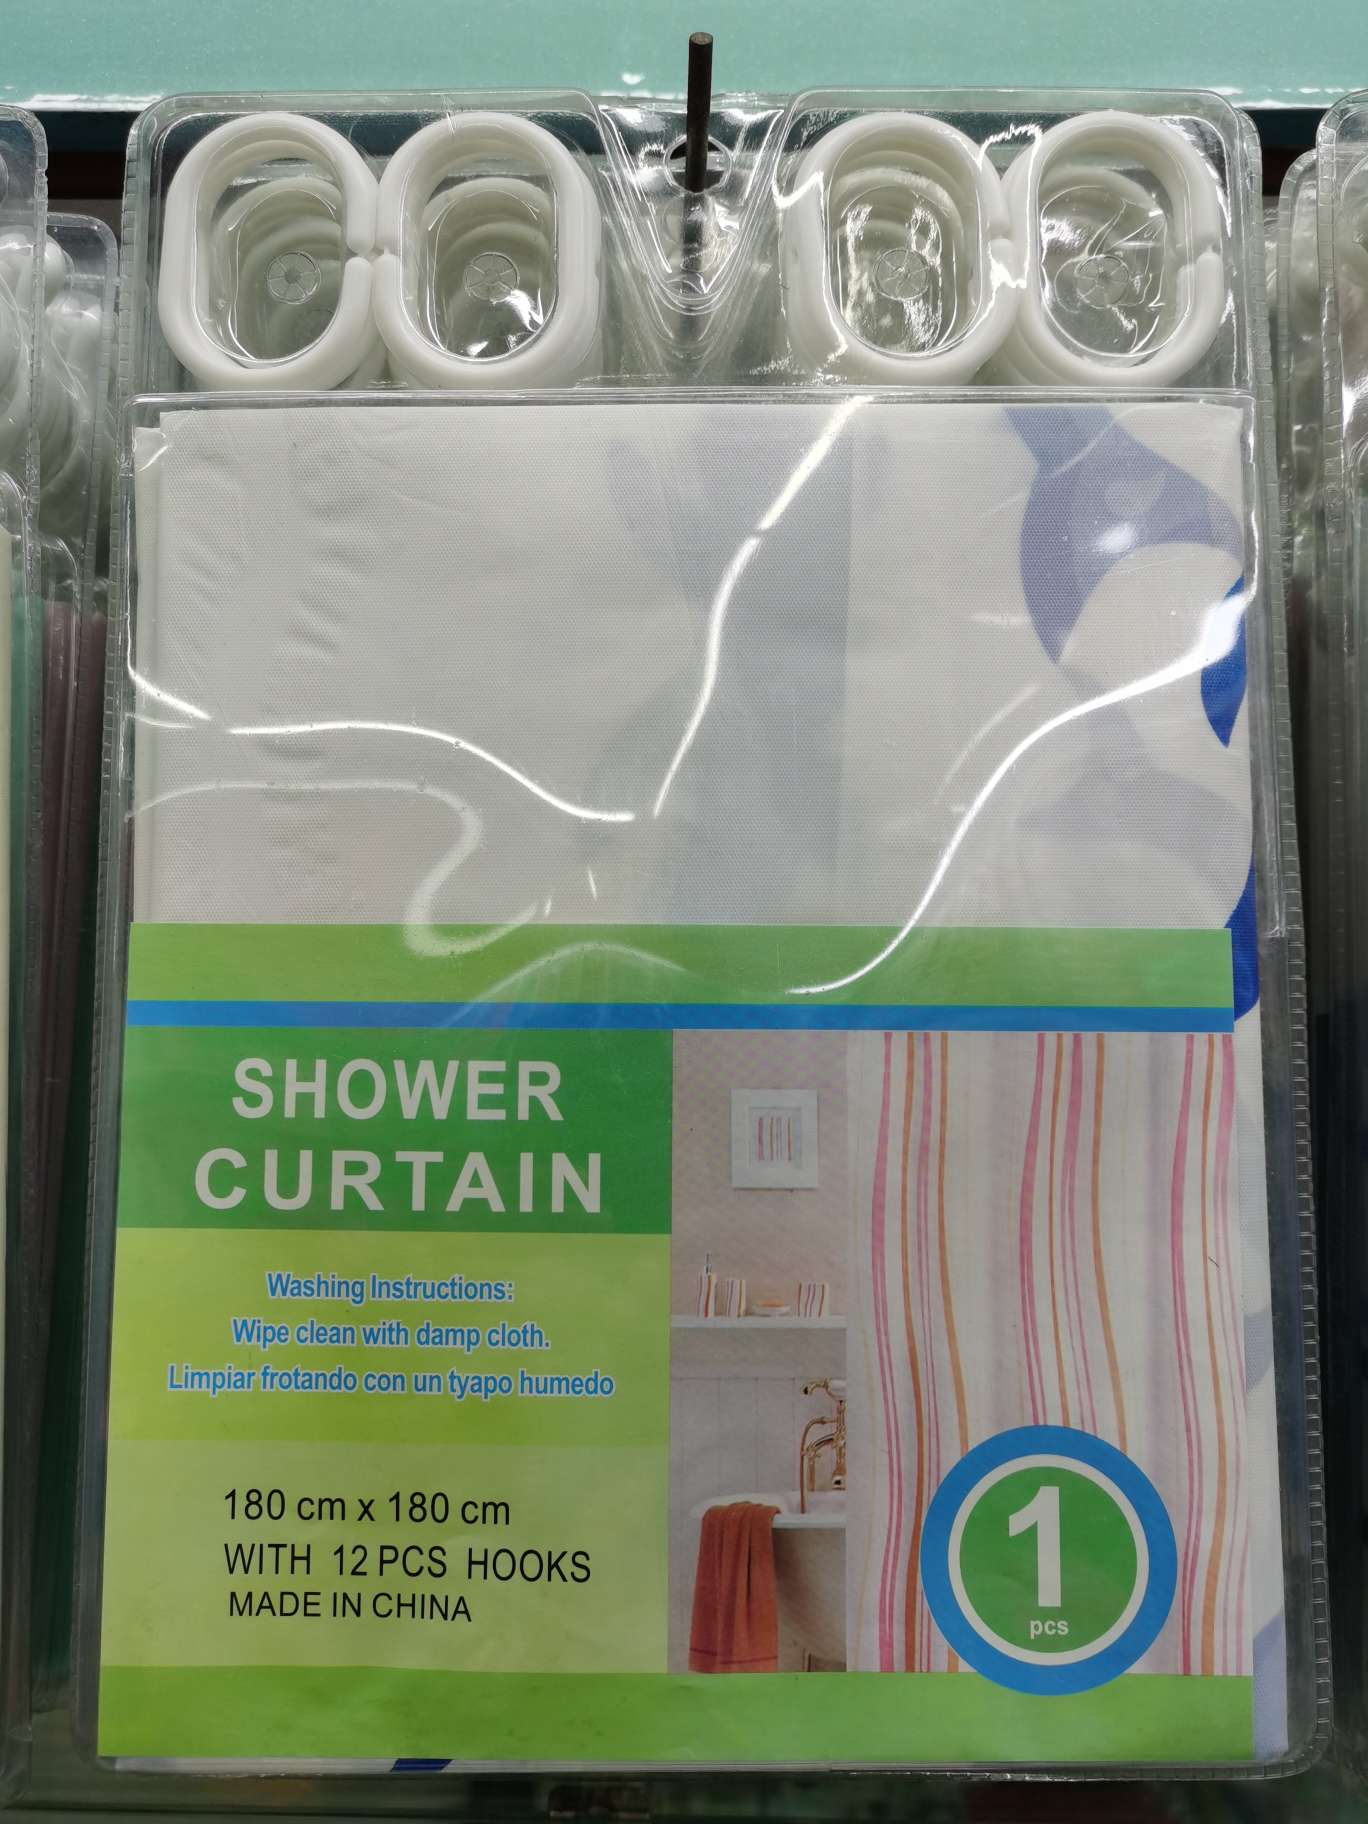 SHOWER
CURTAIN
Washing Instructions:
Wipe clean with damp cloth.
Limpiar frotando con un tyapo humedo
180 cm x 180 cm
WITH 12 PCS HOOKS
MADE IN CHINA
1
pcs